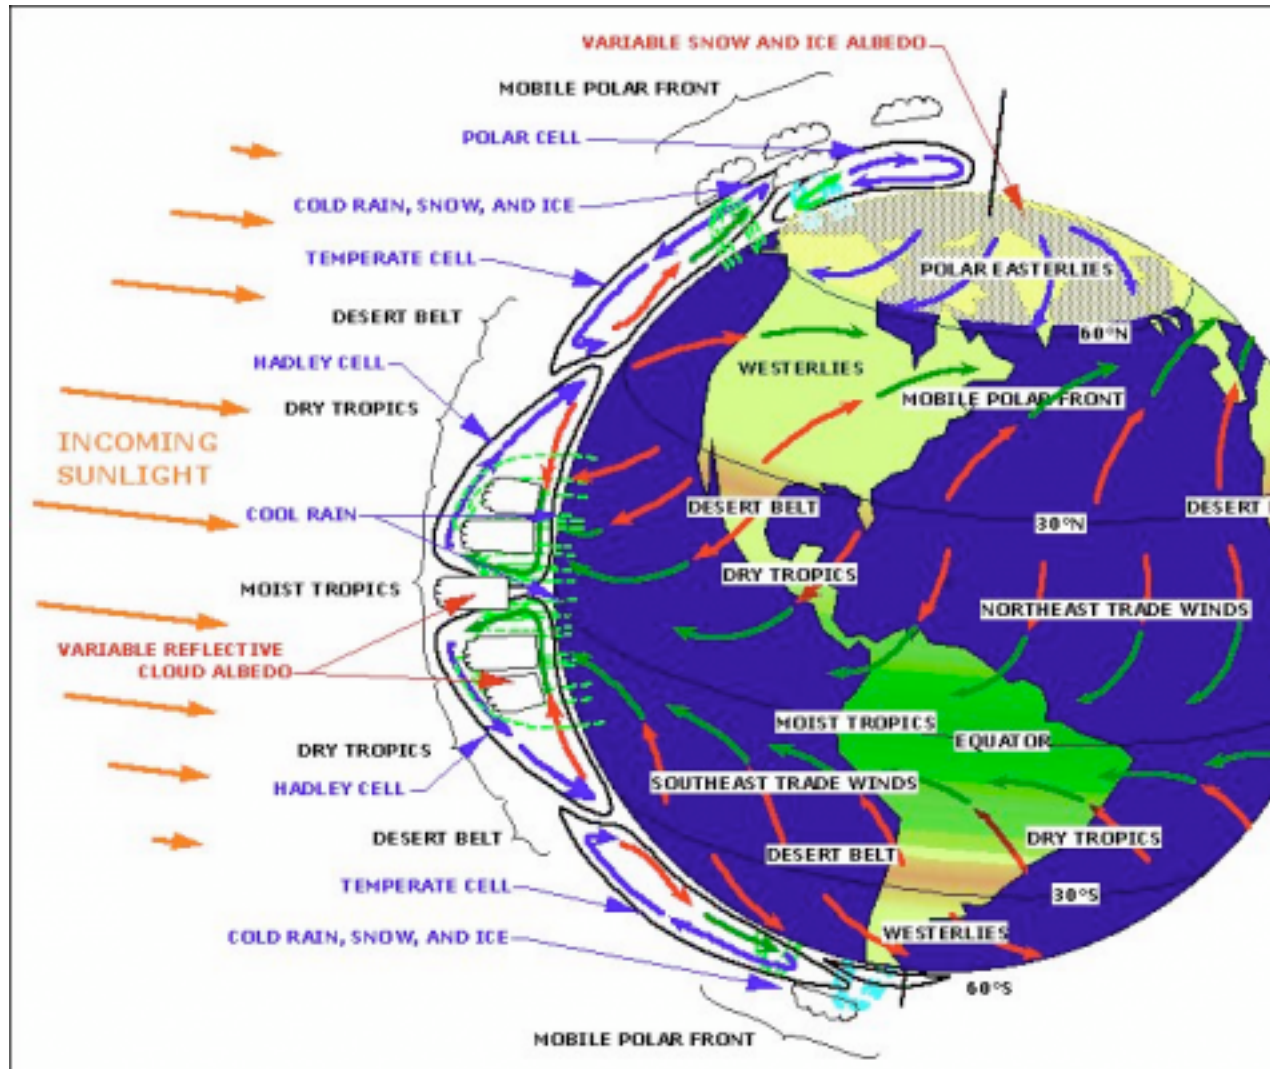 VARIABLE SNOW AND ICE ALBEDO
MOBILE POLAR FRONT
POLAR CELL
COLD RAIN, SNOW, AND ICE
TEMPERATE CELL
POLAR EASTERLIES
DESERT BELT
60°N
HADLEY CELL
WESTERLIES
DRY TROPICS
MOBILE POLAR FRONT
INCOMING
SUNLIGHT
COOL RAIN
DESERT BELT
DESERT
30°N
DRY TROPICS
MOIST TROPICS
NORTHEAST TRADE WINDS
VARIABLE REFLECTIVE
CLOUD ALBEDO
MOIST TROPICS
EQUATOR
DRY TROPICS
SOUTHEAST TRADE WINDS
HADLEY CELL
DESERT BELT
DRY TROPICS
DESERT BELT
TEMPERATE CELL
30°S
COLD RAIN, SNOW, AND ICE
WESTERLIES
60°S
MOBILE POLAR FRONT